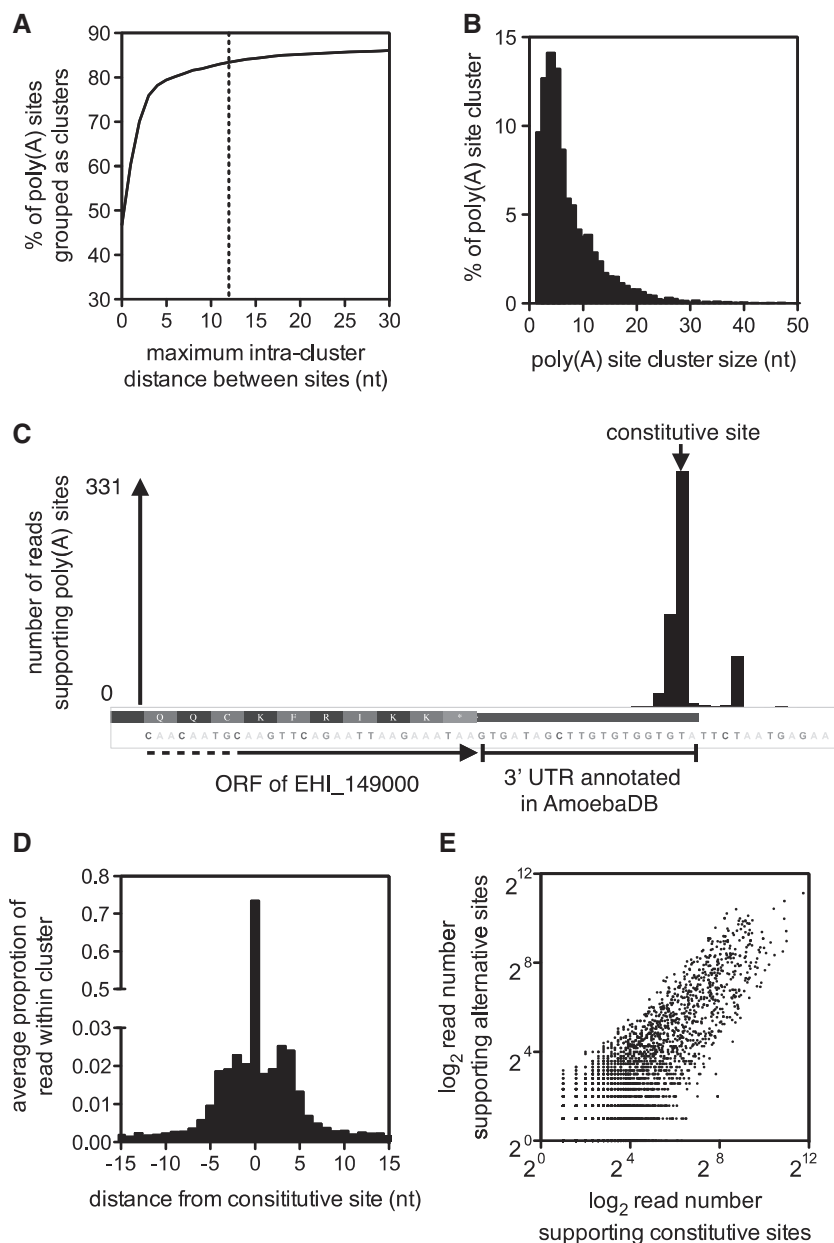 A
90
80
70
60
50
40
30
% of poly(A) sites
grouped as clusters
0 5 10 15 20 25 30
maximum intra-cluster
distance between sites (nt)
B
15
10
5
0
% of poly(A) site cluster
0 10 20 30 40 50
poly(A) site cluster size (nt)
C
constitutive site
331
0
number of reads
supporting poly(A) sites
Q Q C K F R I K K *
CAACAATGCAAGTTCAGAATTAAGAAATAAGTGATAGCTTGTGTGGTGTATTCTAATGAGAA
ORF of EHI_149000
3' UTR annotated
in AmoebaDB
D
0.8
0.7
0.6
0.5
0.03
0.02
0.01
0.00
average propotrion of
read within cluster
-15 -10 -5 0 5 10 15
distance from consititutive site (nt)
E
2^12
2^8
2^4
2^0
log2 read number
supporting alternative sites
2^0 2^4 2^8 2^12
log2 read number
supporting constitutive sites